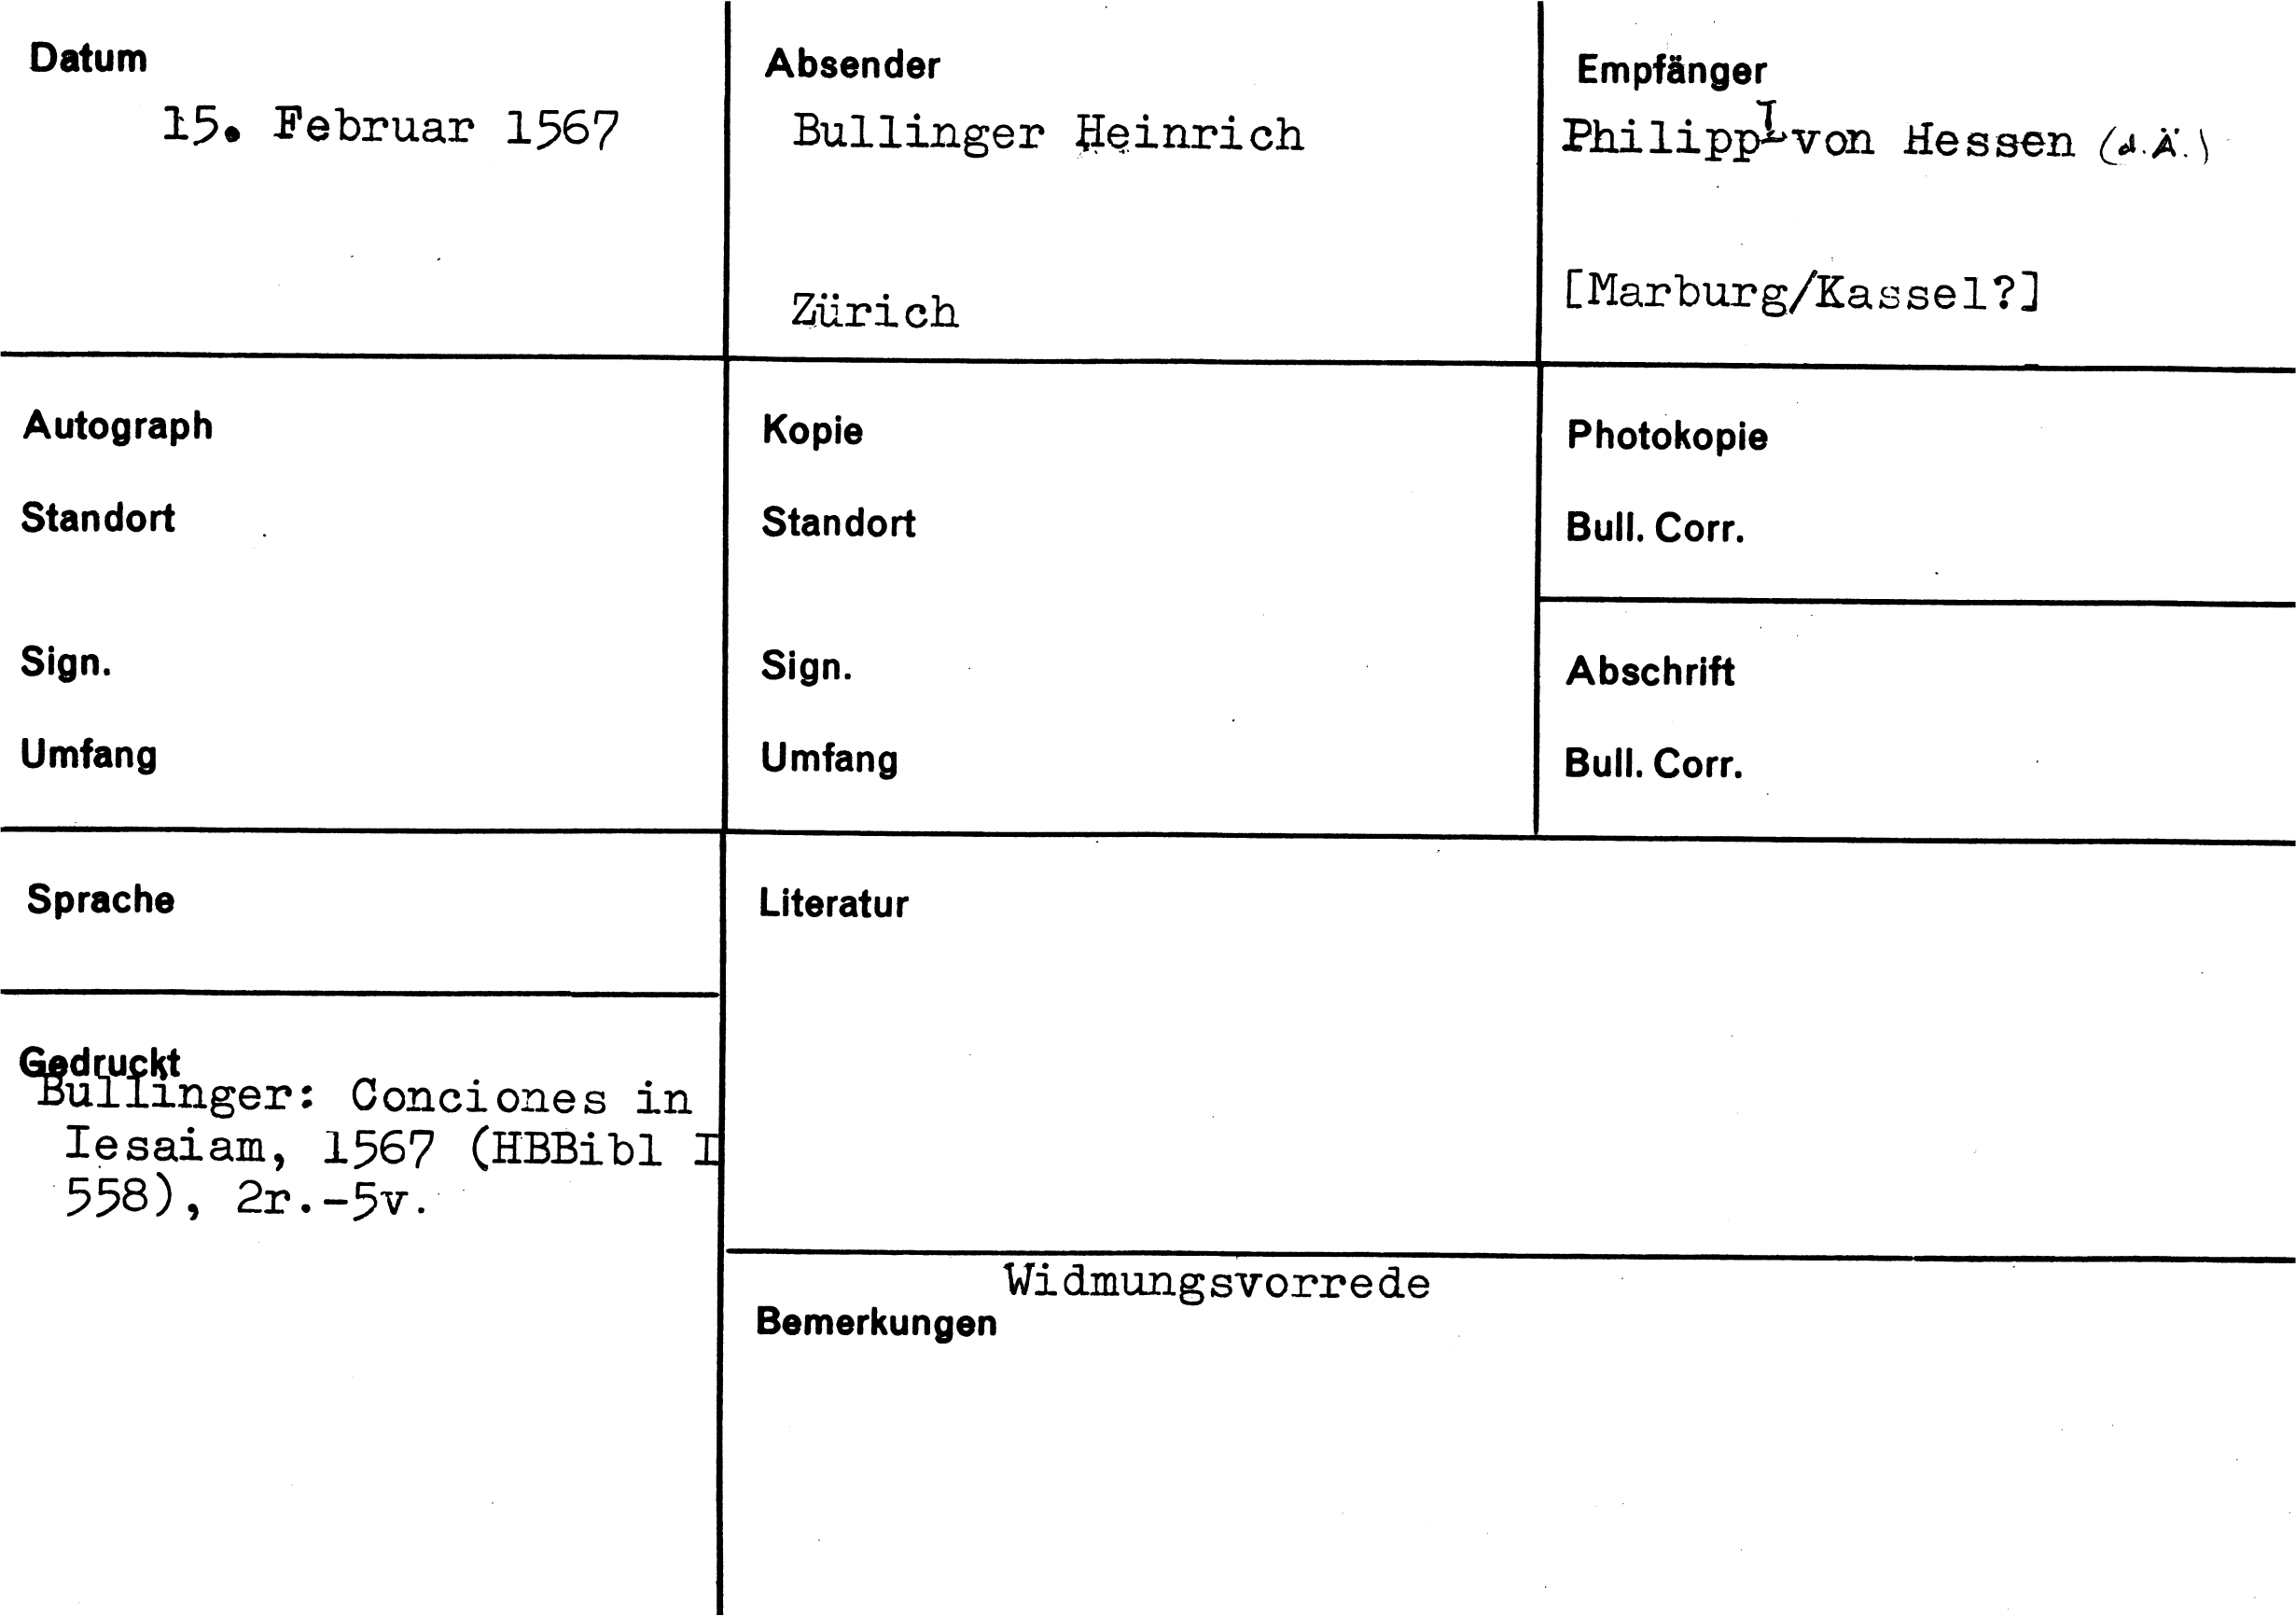 Datum
15. Februar 1567
Absender
Bullinger Heinrich
Zürich
Empfänger
Philipp I von Hessen (d.Ä.)
[Marburg/Kassel?]
Autograph
Standort
Sign.
Umfang
Kopie
Standort
Sign.
Umfang
Photokopie
Bull. Corr.
Abschrift
Bull. Corr.
Sprache
Literatur
Gedruckt
Bullinger: Conciones in
Iesaiam, 1567 (HBBibl I
558), 2r.-5v.
Widmungsvorrede
Bemerkungen